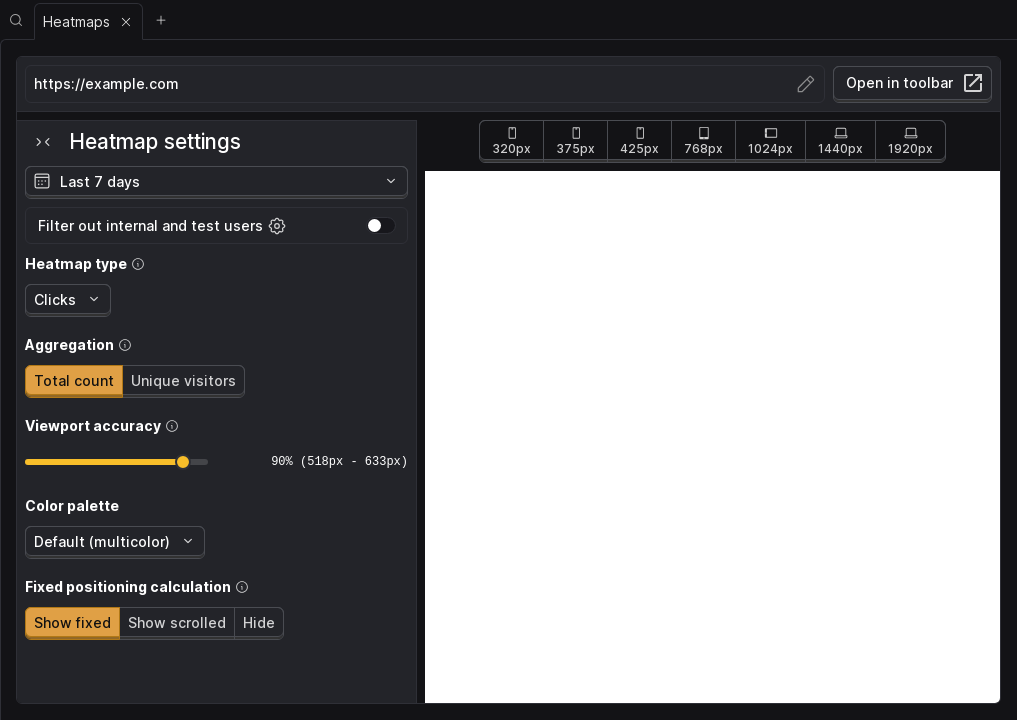 Heatmaps
https://example.com
Open in toolbar
Heatmap settings
320px 375px 425px 768px 1024px 1440px 1920px
Last 7 days
Filter out internal and test users
Heatmap type
Clicks
Aggregation
Total count Unique visitors
Viewport accuracy
90% (518px - 633px)
Color palette
Default (multicolor)
Fixed positioning calculation
Show fixed Show scrolled Hide